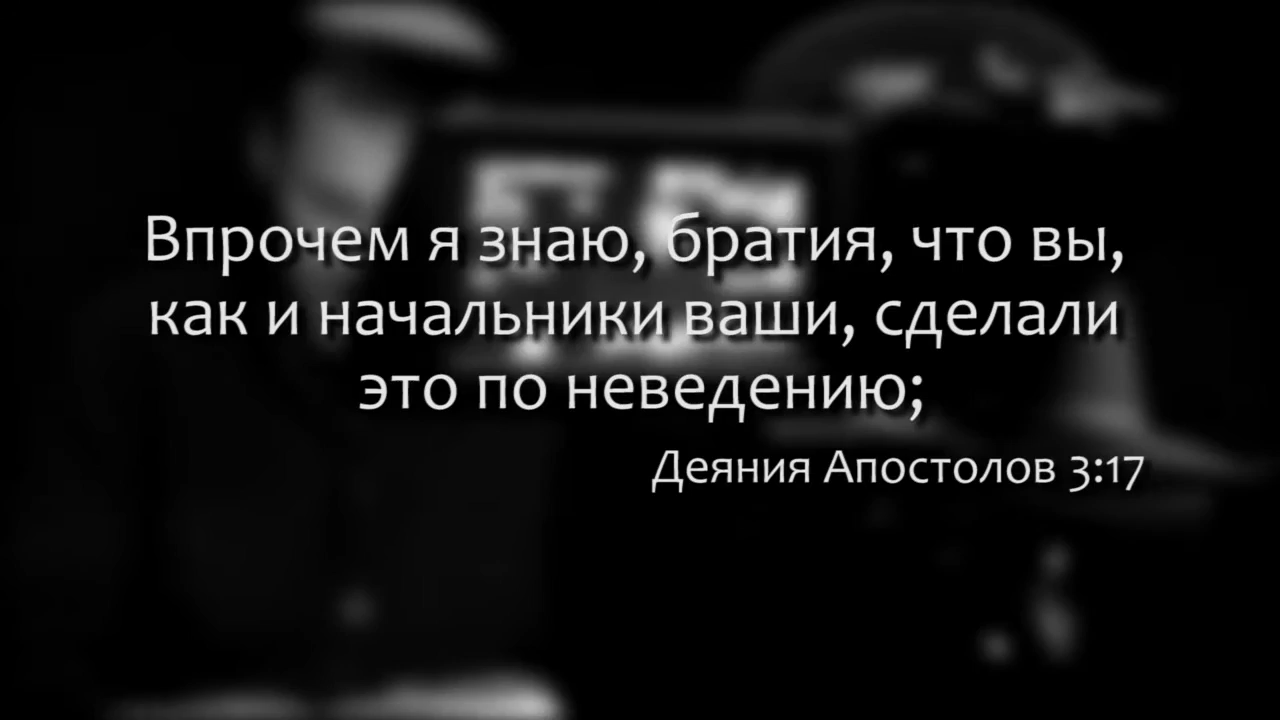 Впрочем я знаю, братия, что вы,
как и начальники ваши, сделали
это по неведению;
Деяния Апостолов 3:17